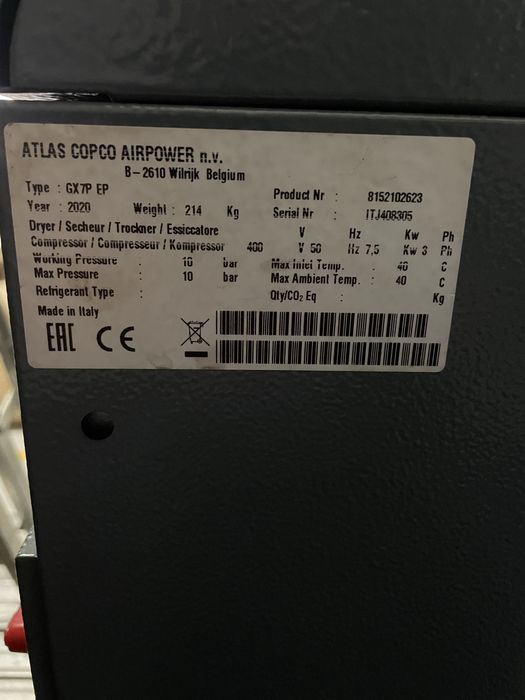 ATLAS COPCO AIRPOWER n.v.
B-2610 Wilrijk Belgium
Type : GX7P EP Product Nr : 8152102623
Year : 2020 Weight : 214 Kg Serial Nr : ITJ408305
Dryer / Secheur / Trockner / Essiccatore V Hz Kw Ph
Compressor / Compresseur / Kompressor 400 V 50 Hz 7,5 Kw 3 Ph
Working Pressure : 10 bar Max Inlet Temp. : 40 C
Max Pressure : 10 bar Max Ambient Temp. : 40 C
Refrigerant Type : Qty/CO2 Eq : Kg
Made in Italy
EAC CE